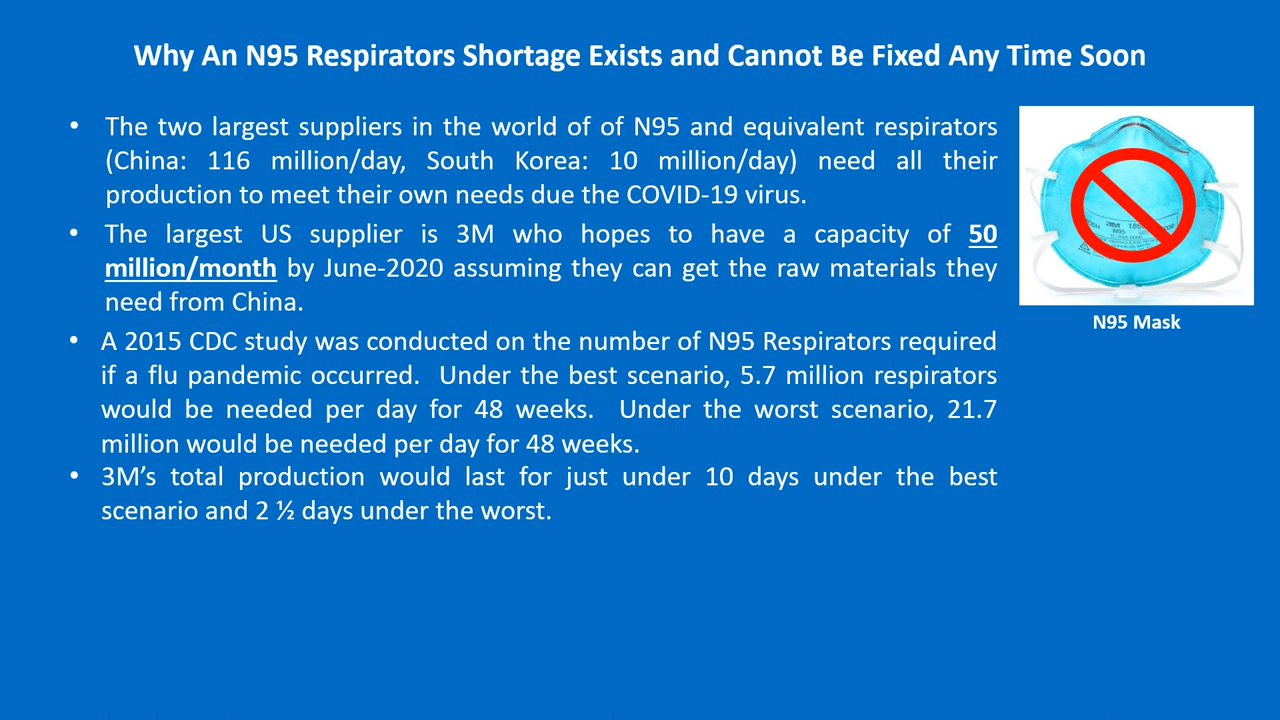 Why An N95 Respirators Shortage Exists and Cannot Be Fixed Any Time Soon
• The two largest suppliers in the world of of N95 and equivalent respirators
(China: 116 million/day, South Korea: 10 million/day) need all their
production to meet their own needs due the COVID-19 virus.
• The largest US supplier is 3M who hopes to have a capacity of 50
million/month by June-2020 assuming they can get the raw materials they
need from China.
• A 2015 CDC study was conducted on the number of N95 Respirators required
if a flu pandemic occurred.  Under the best scenario, 5.7 million respirators
would be needed per day for 48 weeks.  Under the worst scenario, 21.7
million would be needed per day for 48 weeks.
• 3M’s total production would last for just under 10 days under the best
scenario and 2 ½ days under the worst.
3M
N95
N95 Mask